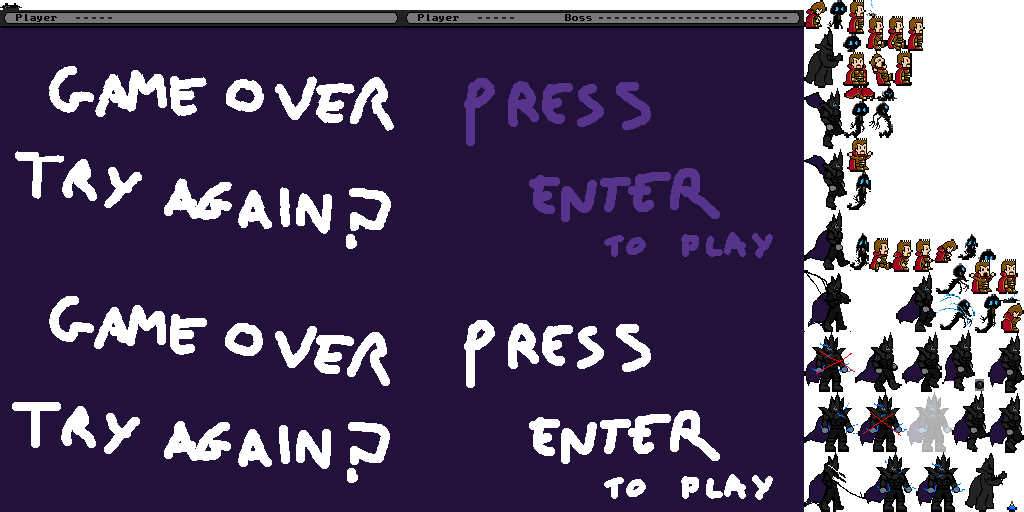 Player -----
Player ----- Boss --------------------
GAME OVER
TRY AGAIN?
PRESS
ENTER
TO PLAY
GAME OVER
TRY AGAIN?
PRESS
ENTER
TO PLAY